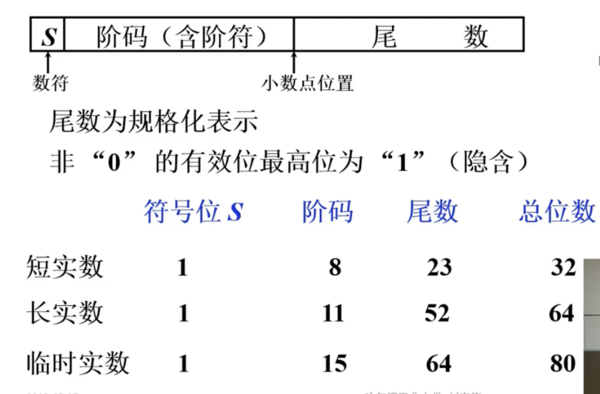 S 阶码（含阶符） 尾 数
数符 小数点位置
尾数为规格化表示
非“0”的有效位最高位为“1”（隐含）
符号位 S 阶码 尾数 总位数
短实数 1 8 23 32
长实数 1 11 52 64
临时实数 1 15 64 80